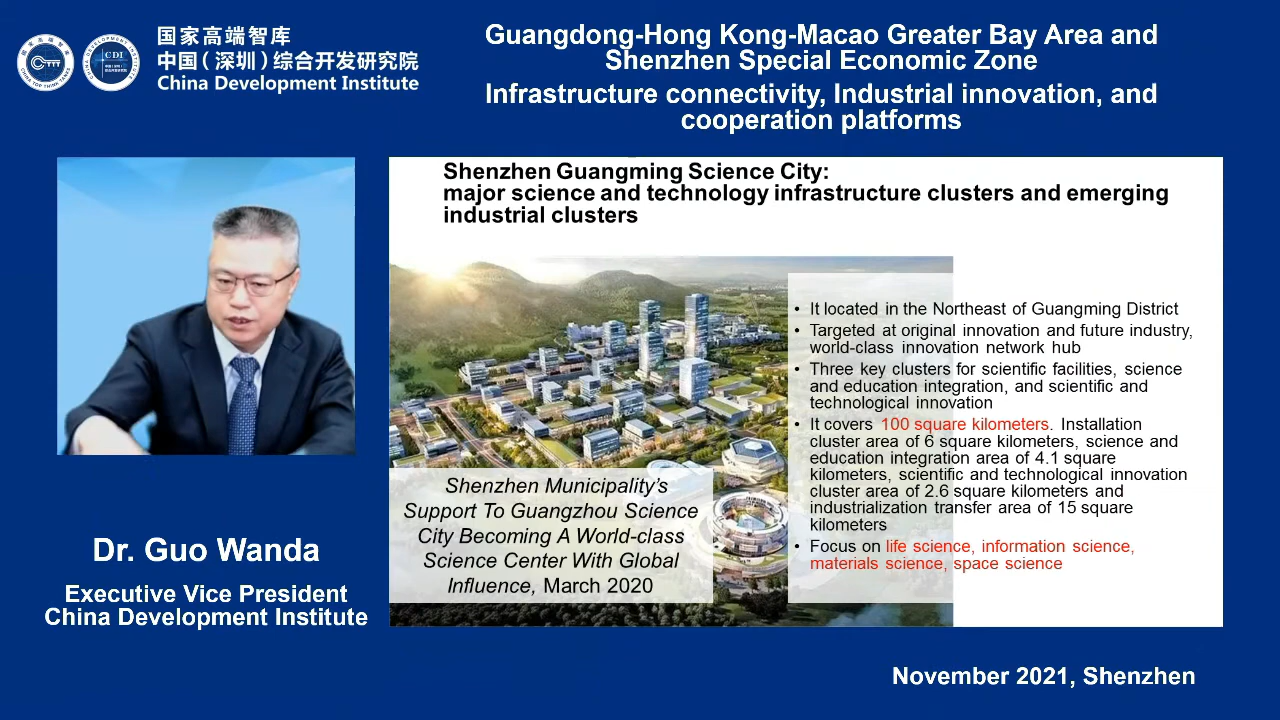 国家高端智库
中国（深圳）综合开发研究院
China Development Institute
CDI
Guangdong-Hong Kong-Macao Greater Bay Area and
Shenzhen Special Economic Zone
Infrastructure connectivity, Industrial innovation, and
cooperation platforms
Shenzhen Guangming Science City:
major science and technology infrastructure clusters and emerging
industrial clusters
• It located in the Northeast of Guangming District
• Targeted at original innovation and future industry,
world-class innovation network hub
• Three key clusters for scientific facilities, science
and education integration, and scientific and
technological innovation
• It covers 100 square kilometers. Installation
cluster area of 6 square kilometers, science and
education integration area of 4.1 square
kilometers, scientific and technological innovation
cluster area of 2.6 square kilometers and
industrialization transfer area of 15 square
kilometers
• Focus on life science, information science,
materials science, space science
Shenzhen Municipality’s
Support To Guangzhou Science
City Becoming A World-class
Science Center With Global
Influence, March 2020
Dr. Guo Wanda
Executive Vice President
China Development Institute
November 2021, Shenzhen